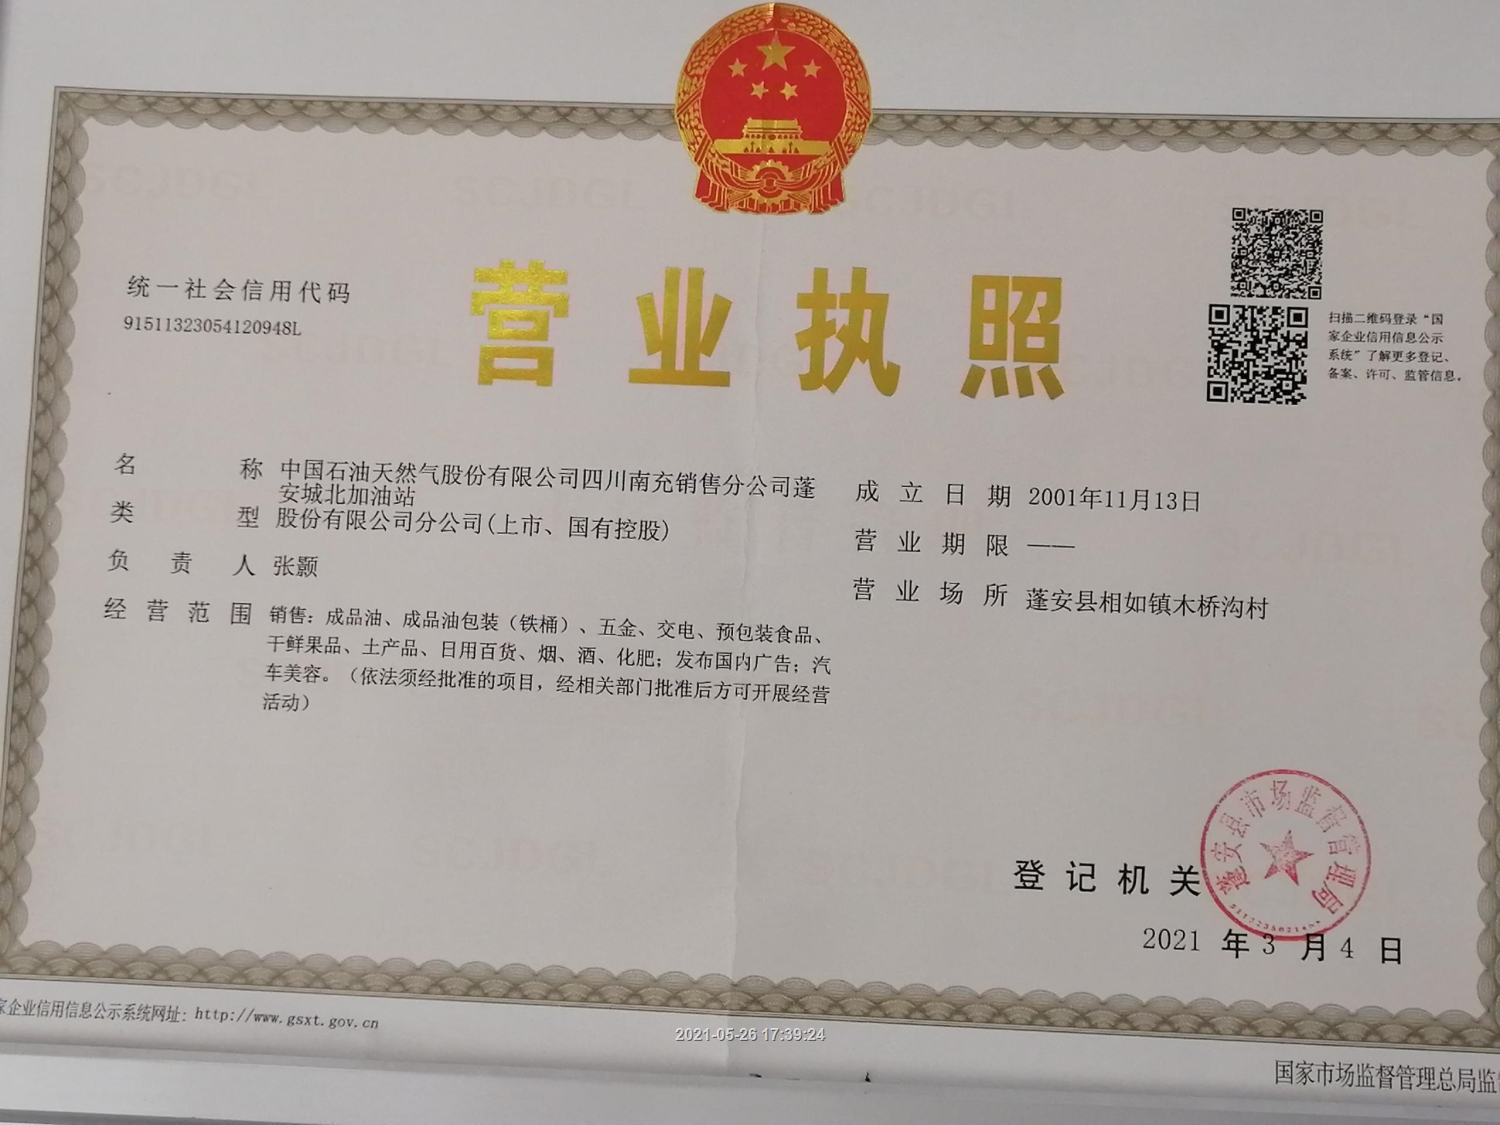 营业执照
统一社会信用代码
91511323054120948L
扫描二维码登录“国
家企业信用信息公示
系统”了解更多登记、
备案、许可、监管信息。
名称 中国石油天然气股份有限公司四川南充销售分公司蓬
安城北加油站
类型 股份有限公司分公司(上市、国有控股)
负责人 张颢
经营范围 销售：成品油、成品油包装（铁桶）、五金、交电、预包装食品、
干鲜果品、土产品、日用百货、烟、酒、化肥；发布国内广告；汽
车美容。（依法须经批准的项目，经相关部门批准后方可开展经营
活动）
成立日期 2001年11月13日
营业期限 ——
营业场所 蓬安县相如镇木桥沟村
登记机关
蓬安县市场监督管理局
2021 年 3 月 4 日
家企业信用信息公示系统网址：http://www.gsxt.gov.cn
2021-05-26 17:39:24
国家市场监督管理总局监